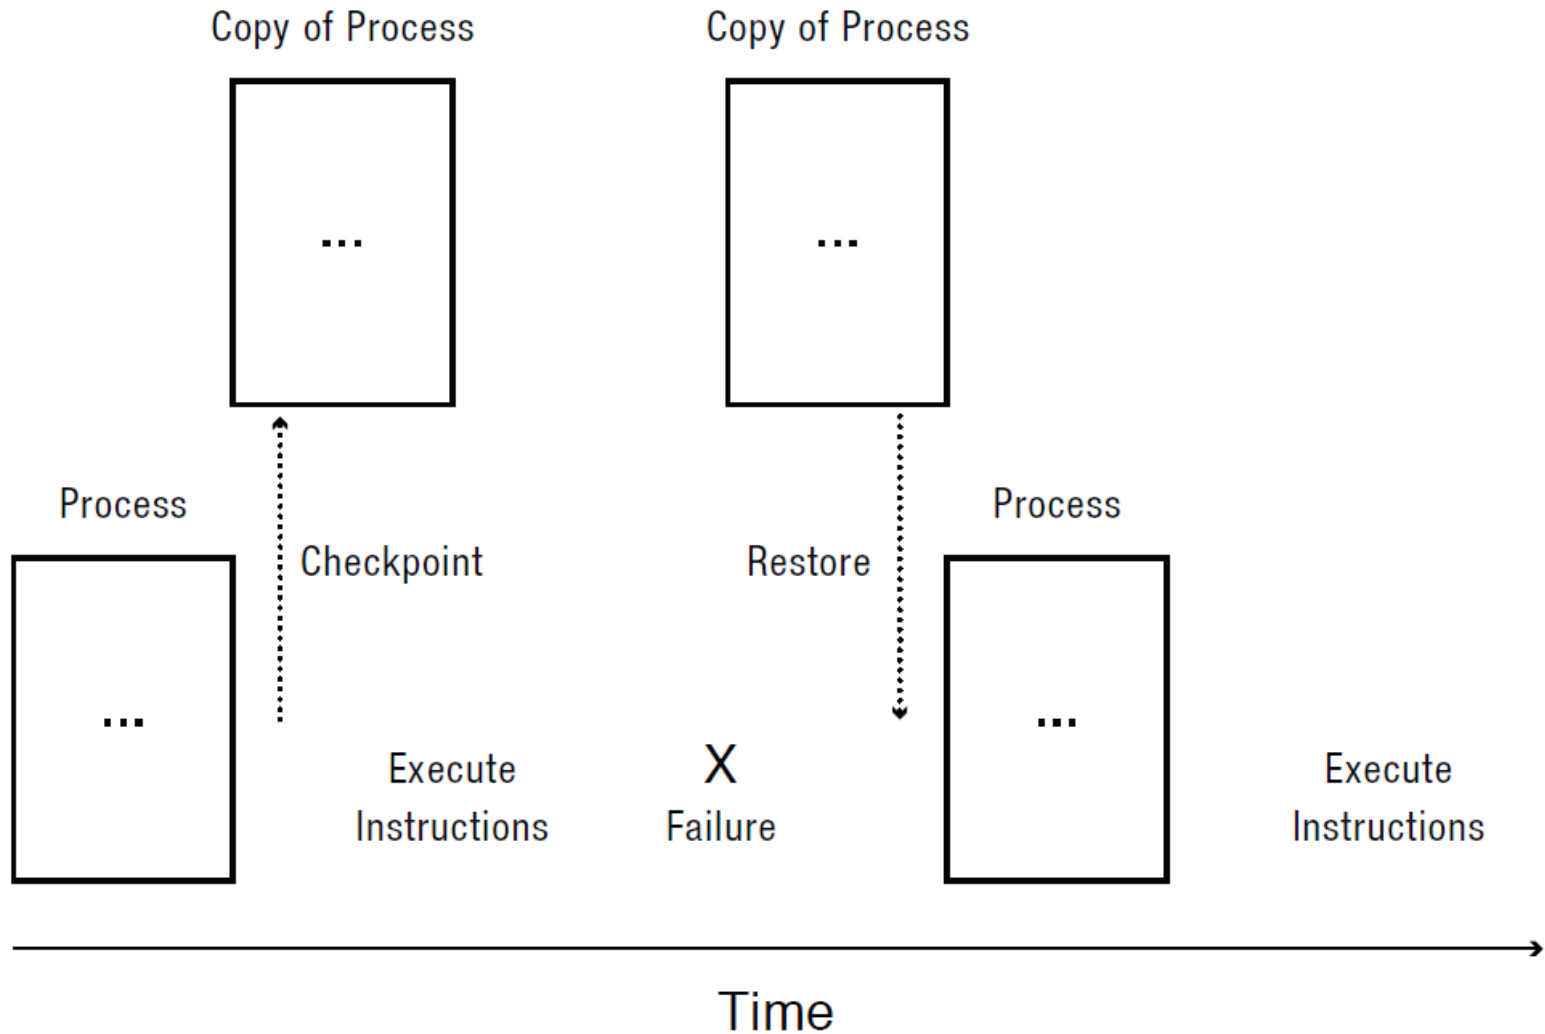 Copy of Process
Copy of Process
...
...
Process
Process
Checkpoint
Restore
...
...
Execute
Instructions
X
Failure
Execute
Instructions
Time